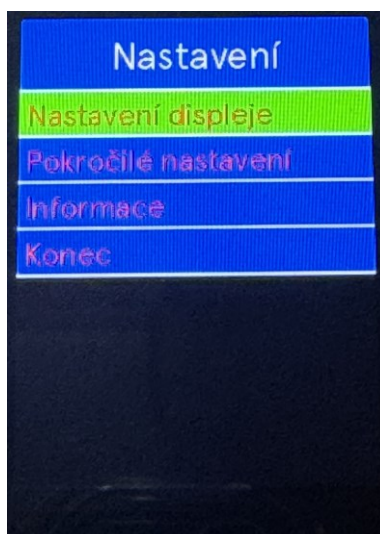 Nastavení
Nastavení displeje
Pokročilé nastavení
Informace
Konec